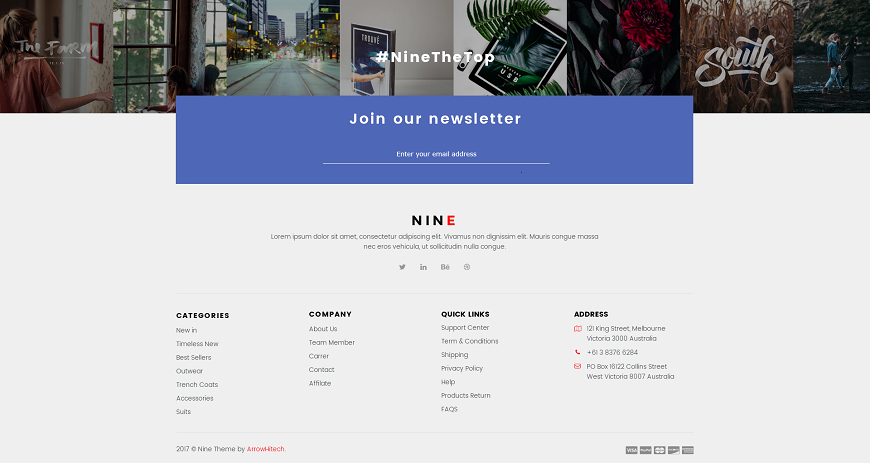 The FARM
TROUVÉ
USB
South
#NineTheTop
Join our newsletter
Enter your email address
NINE
Lorem ipsum dolor sit amet, consectetur adipiscing elit. Vivamus non dignissim elit. Mauris congue massa
nec eros vehicula, ut sollicitudin nulla congue.
CATEGORIES
New in
Timeless New
Best Sellers
Outwear
Trench Coats
Accessories
Suits
COMPANY
About Us
Team Member
Carrer
Contact
Affilate
QUICK LINKS
Support Center
Term & Conditions
Shipping
Privacy Policy
Help
Products Return
FAQS
ADDRESS
121 King Street, Melbourne
Victoria 3000 Australia
+61 3 8376 6284
PO Box 16122 Collins Street
West Victoria 8007 Australia
2017 © Nine Theme by ArrowHitech.
VISA